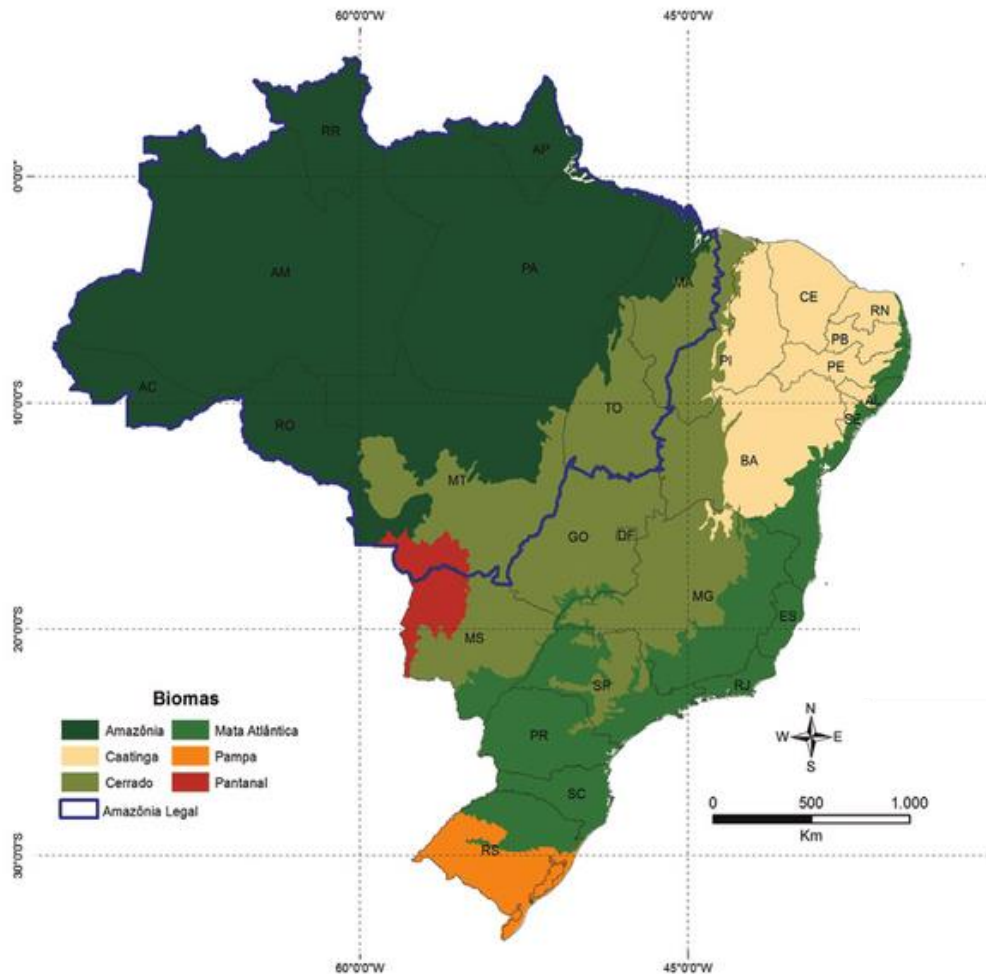 60°0'0"W 45°0'0"W
0°0'0"
10°0'0"S
20°0'0"S
30°0'0"S
RR
AP
AM
PA
MA
CE
RN
PB
PE
PI
AL
SE
AC
RO
TO
BA
MT
GO
DF
MG
ES
MS
SP
RJ
PR
SC
RS
Biomas
Amazônia Mata Atlântica
Caatinga Pampa
Cerrado Pantanal
Amazônia Legal
N
W E
S
0 500 1.000
Km
60°0'0"W 45°0'0"W